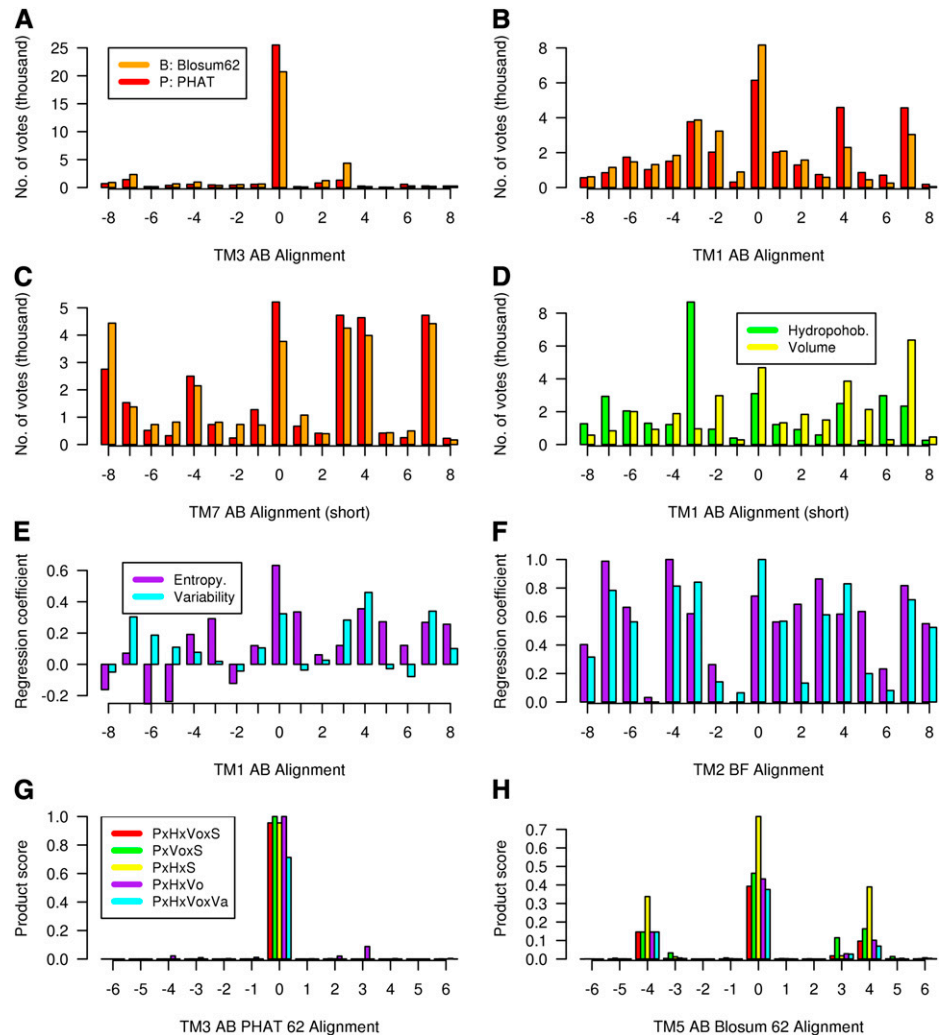 A
No. of votes (thousand)
25
20
15
10
5
0
B: Blosum62
P: PHAT
-8 -6 -4 -2 0 2 4 6 8
TM3 AB Alignment
B
No. of votes (thousand)
8
6
4
2
0
-8 -6 -4 -2 0 2 4 6 8
TM1 AB Alignment
C
No. of votes (thousand)
5
4
3
2
1
0
-8 -6 -4 -2 0 2 4 6 8
TM7 AB Alignment (short)
D
No. of votes (thousand)
8
6
4
2
0
Hydropohob.
Volume
-8 -6 -4 -2 0 2 4 6 8
TM1 AB Alignment (short)
E
Regression coefficient
0.6
0.4
0.2
0.0
-0.2
Entropy.
Variability
-8 -6 -4 -2 0 2 4 6 8
TM1 AB Alignment
F
Regression coefficient
1.0
0.8
0.6
0.4
0.2
0.0
-8 -6 -4 -2 0 2 4 6 8
TM2 BF Alignment
G
Product score
1.0
0.8
0.6
0.4
0.2
0.0
PxHxVoxS
PxVoxS
PxHxS
PxHxVo
PxHxVoxVa
-6 -5 -4 -3 -2 -1 0 1 2 3 4 5 6
TM3 AB PHAT 62 Alignment
H
Product score
0.7
0.6
0.5
0.4
0.3
0.2
0.1
0.0
-6 -5 -4 -3 -2 -1 0 1 2 3 4 5 6
TM5 AB Blosum 62 Alignment